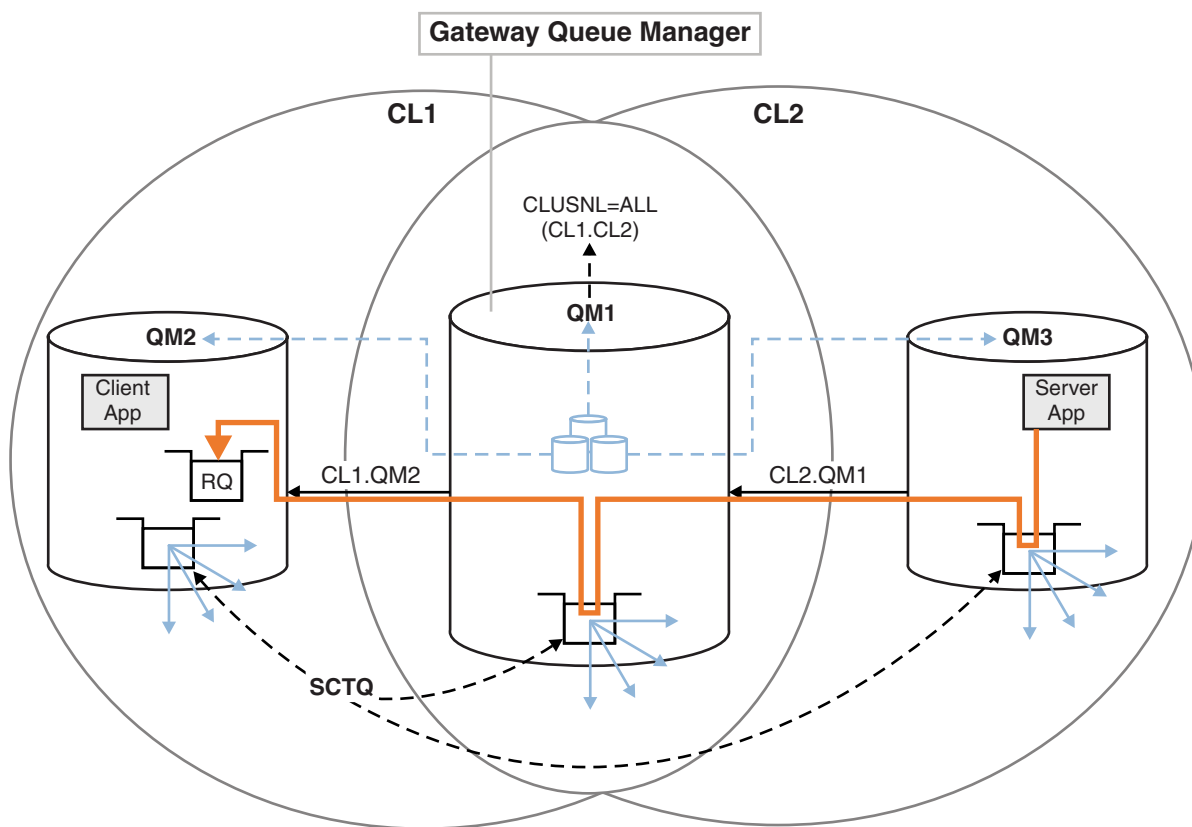 Gateway Queue Manager
CL1
CL2
CLUSNL=ALL
(CL1.CL2)
QM1
QM2
QM3
Client
App
Server
App
RQ
CL1.QM2
CL2.QM1
SCTQ